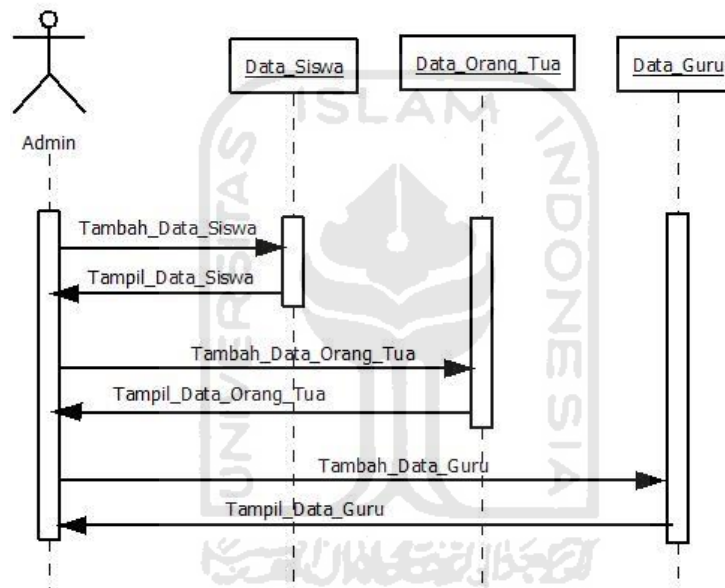 Data_Siswa
Data_Orang_Tua
Data_Guru
Admin
Tambah_Data_Siswa
Tampil_Data_Siswa
Tambah_Data_Orang_Tua
Tampil_Data_Orang_Tua
Tambah_Data_Guru
Tampil_Data_Guru
UNIVERSITAS
ISLAM
INDONESIA